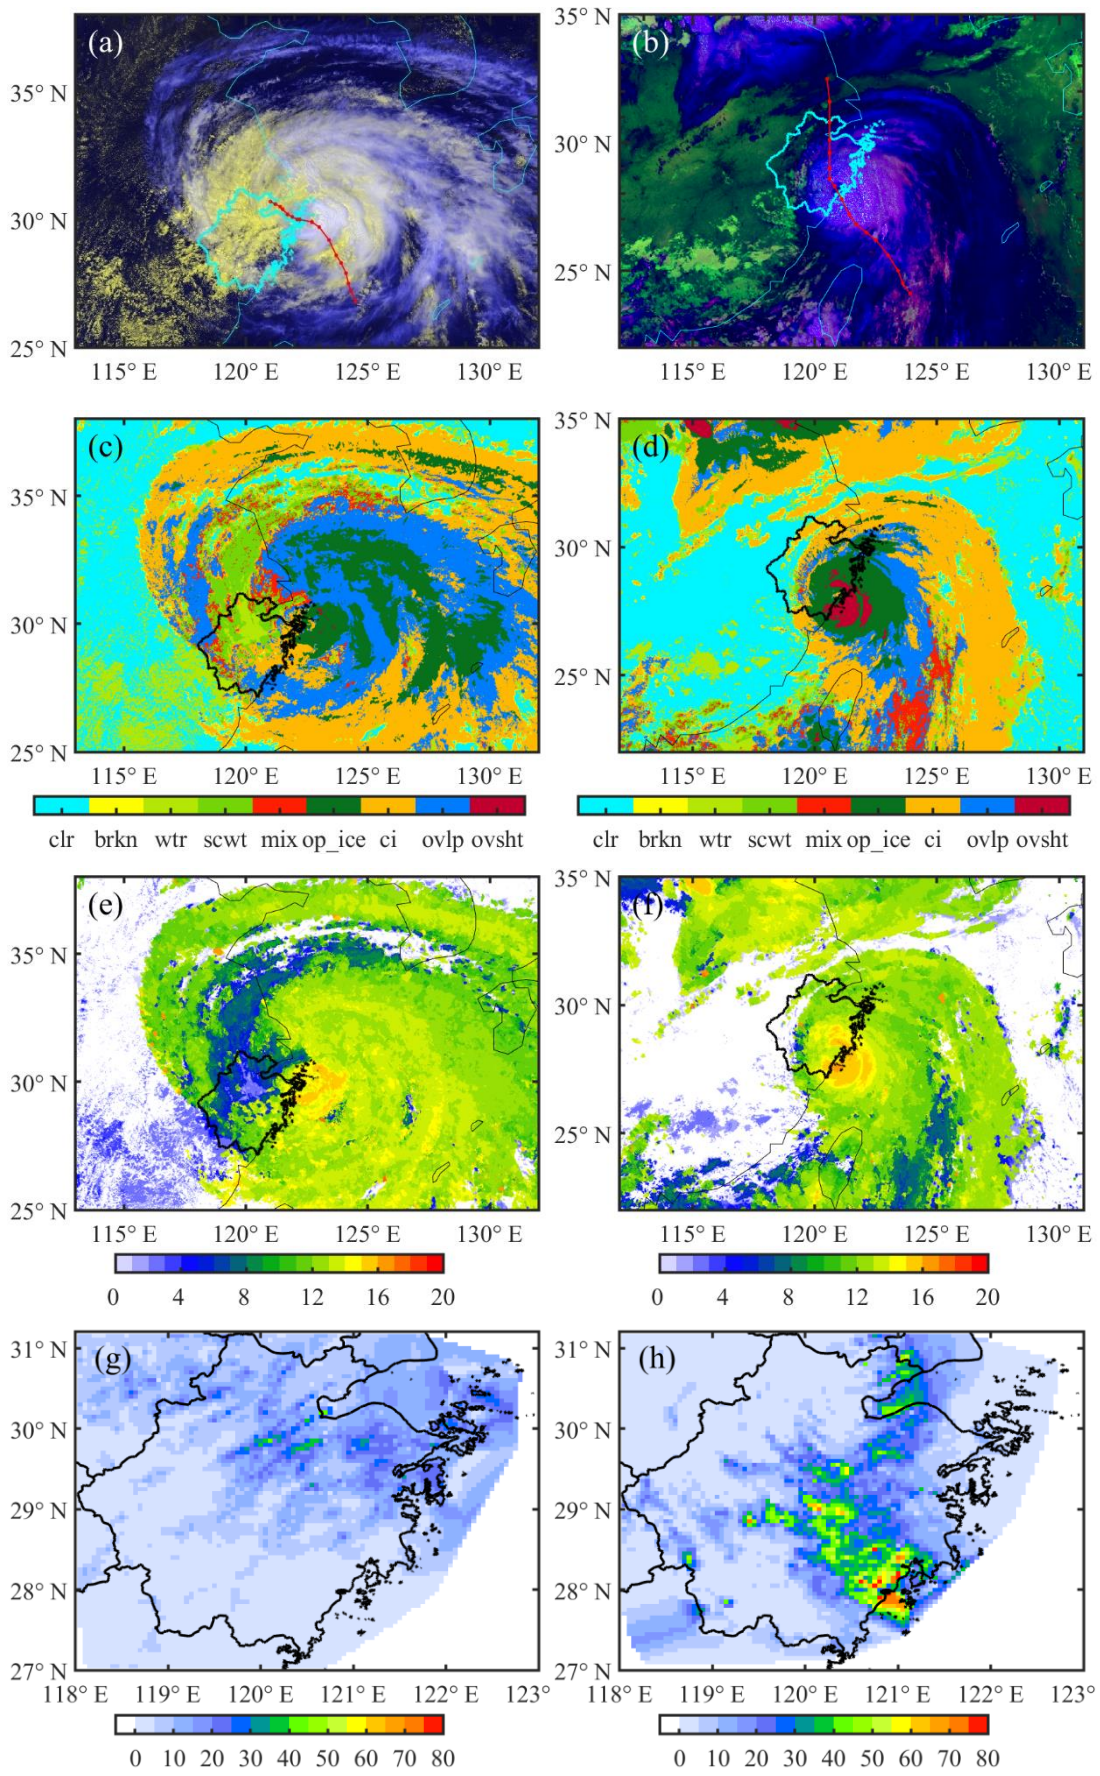 35° N
(a) (b)
35° N
30° N 30° N
25° N
25° N
115° E 120° E 125° E 130° E 115° E 120° E 125° E 130° E
35° N
(c) (d)
35° N
30° N 30° N
25° N
25° N
115° E 120° E 125° E 130° E 115° E 120° E 125° E 130° E
clr brkn wtr scwt mix op_ice ci ovlp ovsht clr brkn wtr scwt mix op_ice ci ovlp ovsht
35° N
(e) (f)
35° N
30° N 30° N
25° N
25° N
115° E 120° E 125° E 130° E 115° E 120° E 125° E 130° E
0 4 8 12 16 20 0 4 8 12 16 20
31° N (g) 31° N (h)
30° N 30° N
29° N 29° N
28° N 28° N
27° N 27° N
118° E 119° E 120° E 121° E 122° E 123° E 118° E 119° E 120° E 121° E 122° E 123°
0 10 20 30 40 50 60 70 80 0 10 20 30 40 50 60 70 80